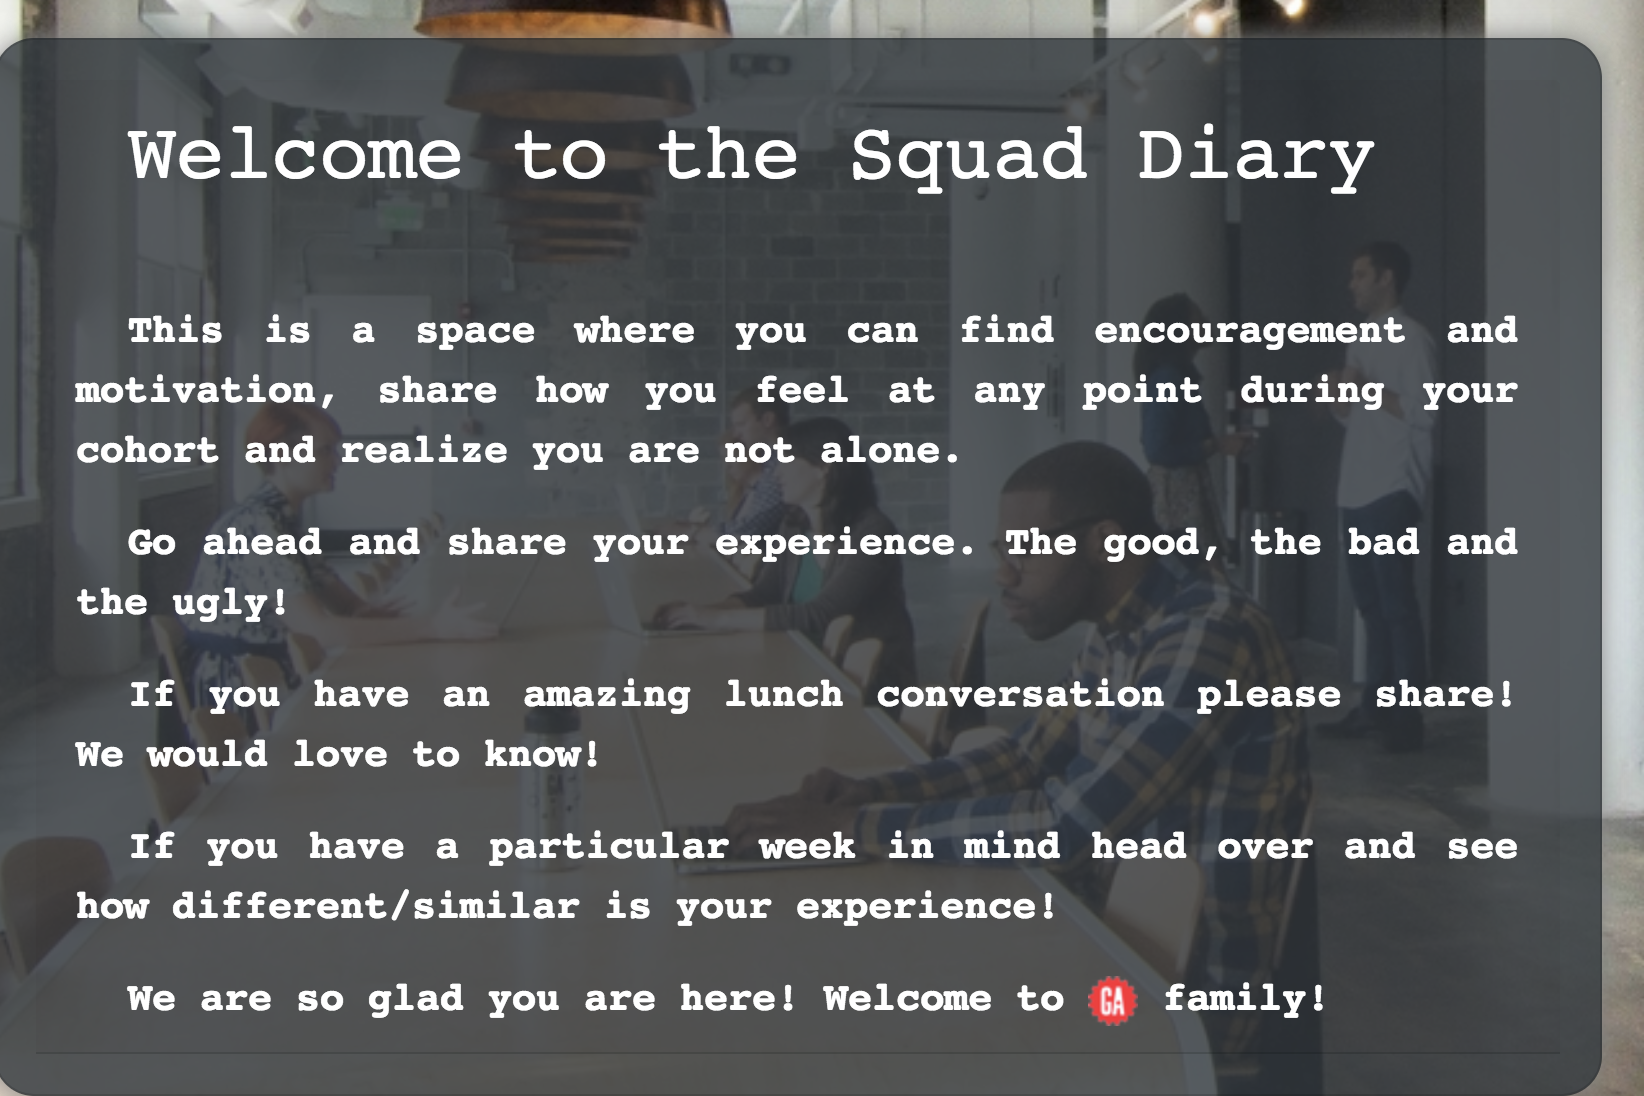 Welcome to the Squad Diary
This is a space where you can find encouragement and
motivation, share how you feel at any point during your
cohort and realize you are not alone.
Go ahead and share your experience. The good, the bad and
the ugly!
If you have an amazing lunch conversation please share!
We would love to know!
If you have a particular week in mind head over and see
how different/similar is your experience!
We are so glad you are here! Welcome to GA family!